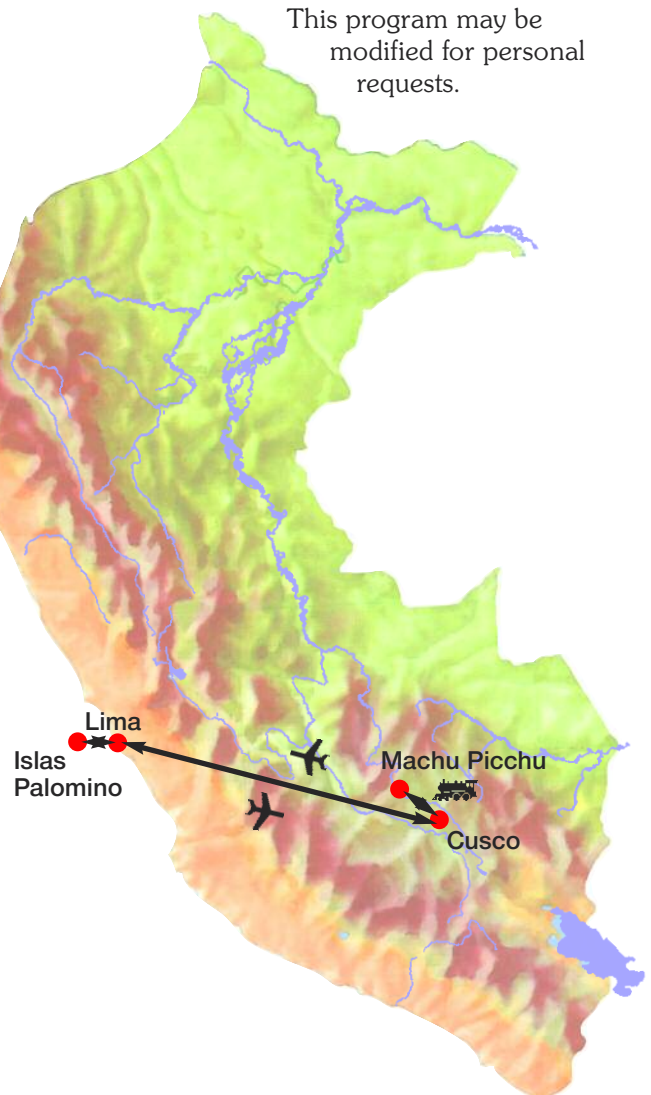 This program may be
modified for personal
requests.
Lima
Islas
Palomino
Machu Picchu
Cusco